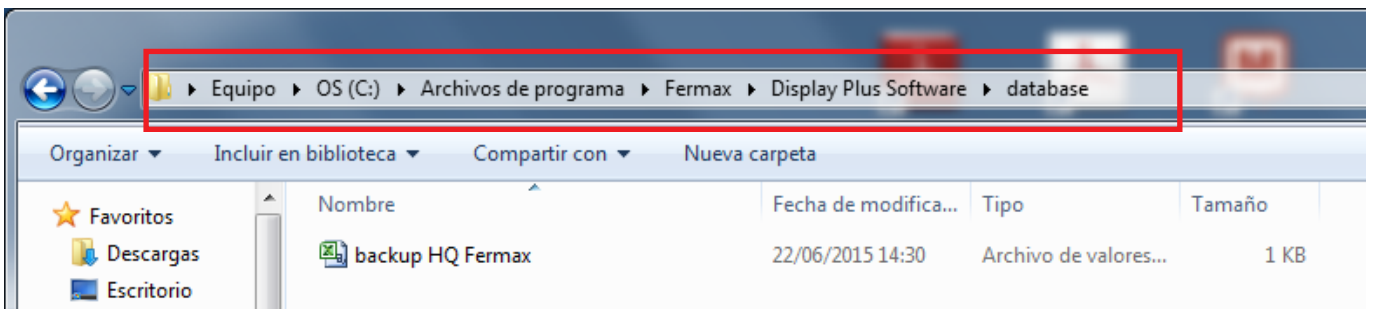 Equipo OS (C:) Archivos de programa Fermax Display Plus Software database
Organizar Incluir en biblioteca Compartir con Nueva carpeta
Favoritos Nombre Fecha de modifica... Tipo Tamaño
Descargas backup HQ Fermax 22/06/2015 14:30 Archivo de valores... 1 KB
Escritorio